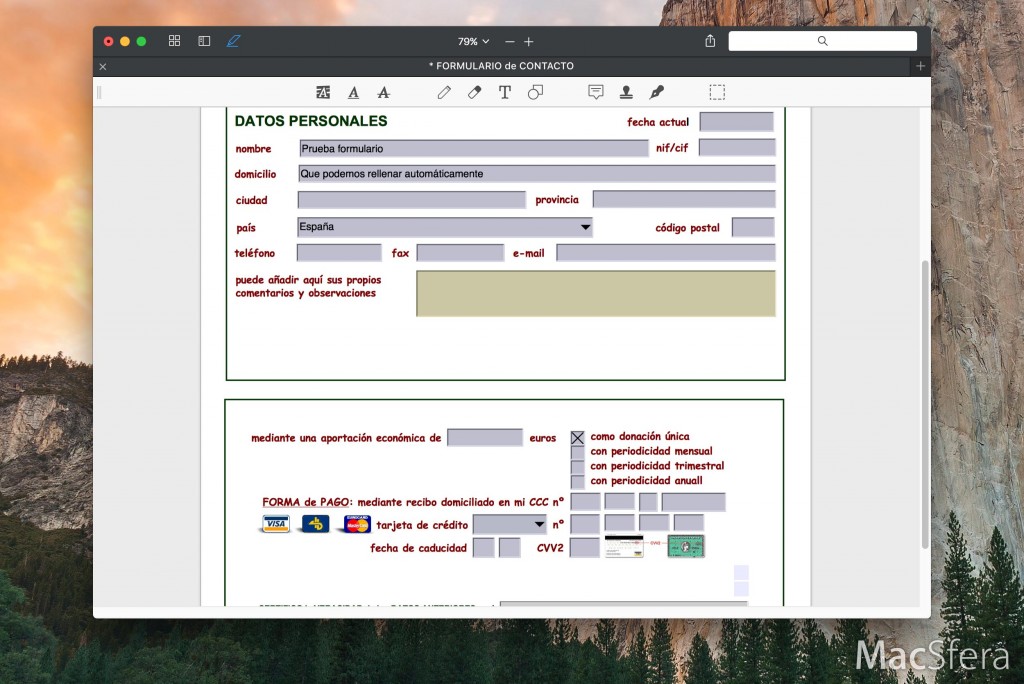 79%
* FORMULARIO de CONTACTO
DATOS PERSONALES
fecha actual
nombre Prueba formulario nif/cif
domicilio Que podemos rellenar automáticamente
ciudad provincia
país España código postal
teléfono fax e-mail
puede añadir aquí sus propios
comentarios y observaciones
mediante una aportación económica de euros
como donación única
con periodicidad mensual
con periodicidad trimestral
con periodicidad anuall
FORMA de PAGO: mediante recibo domiciliado en mi CCC nº
VISA MasterCard tarjeta de crédito nº
fecha de caducidad CVV2
MacSfera